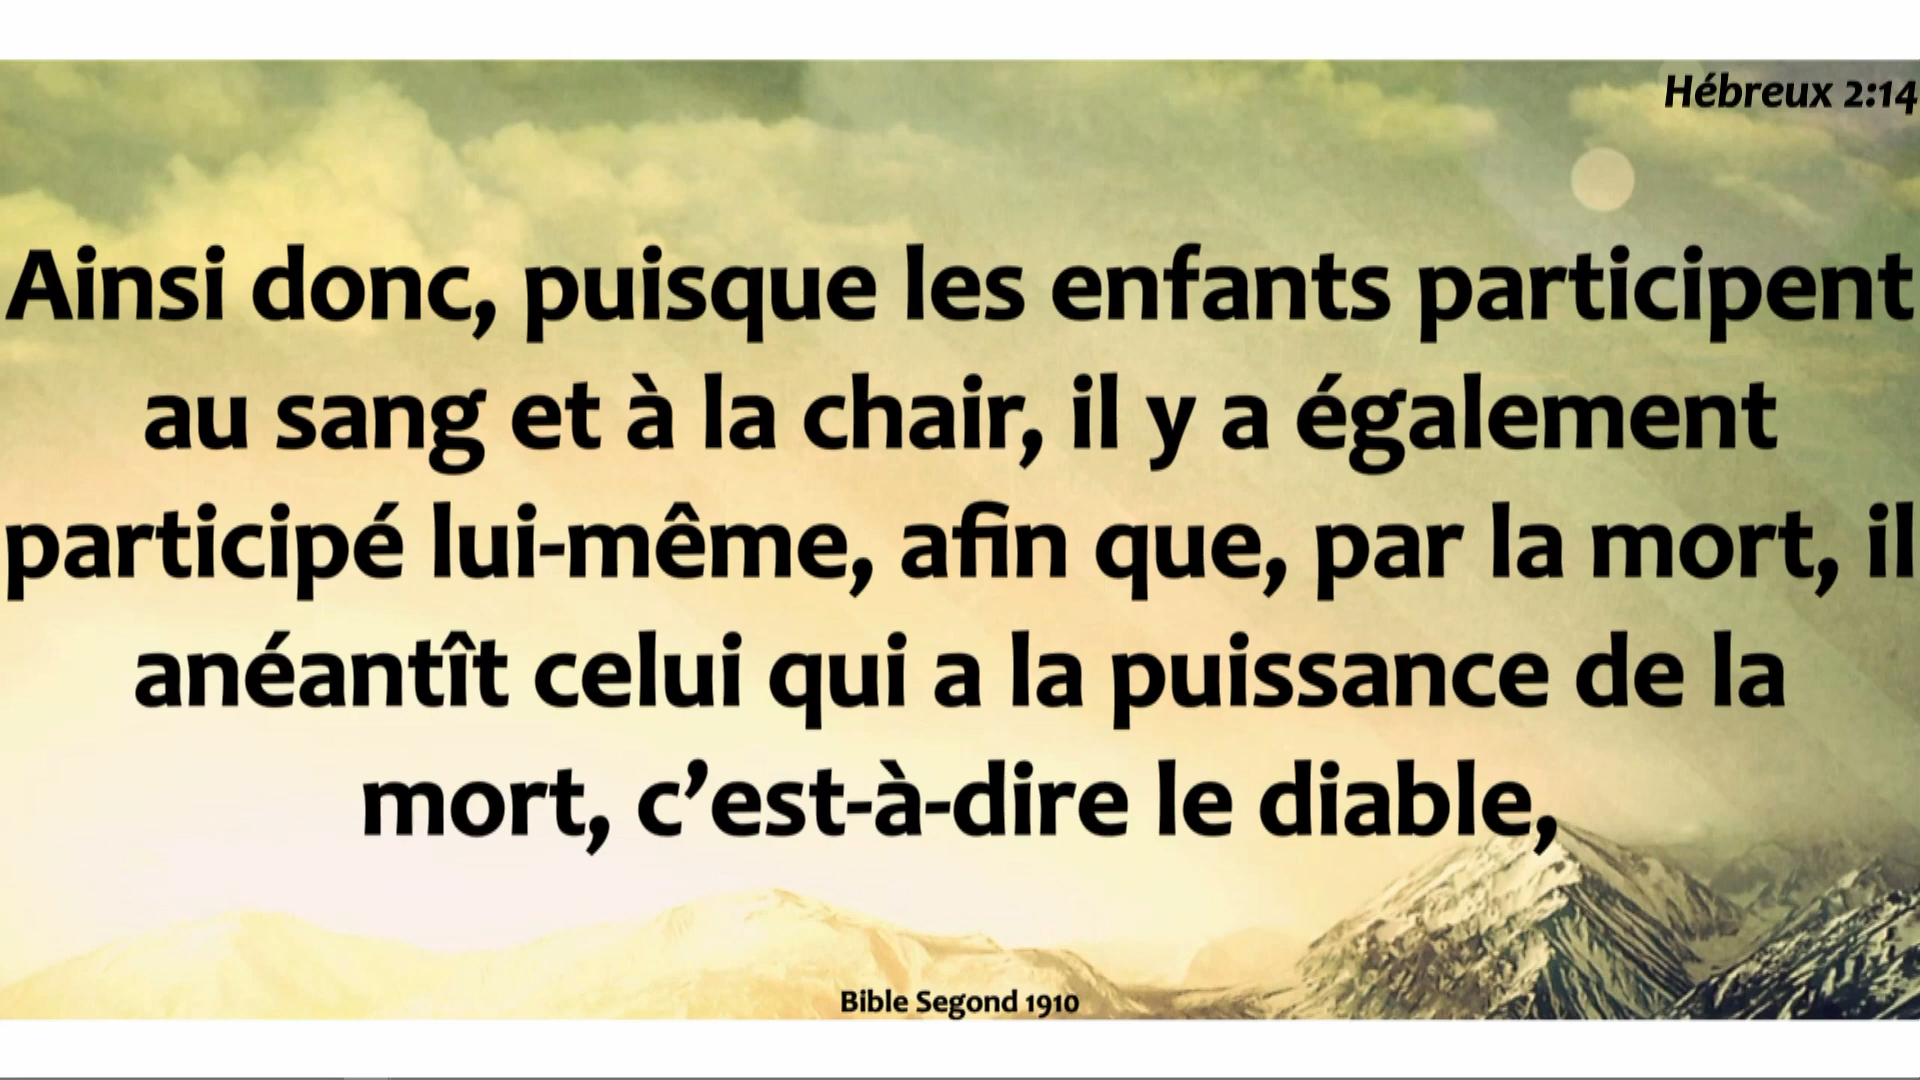 Hébreux 2:14
Ainsi donc, puisque les enfants participent
au sang et à la chair, il y a également
participé lui-même, afin que, par la mort, il
anéantît celui qui a la puissance de la
mort, c’est-à-dire le diable,
Bible Segond 1910